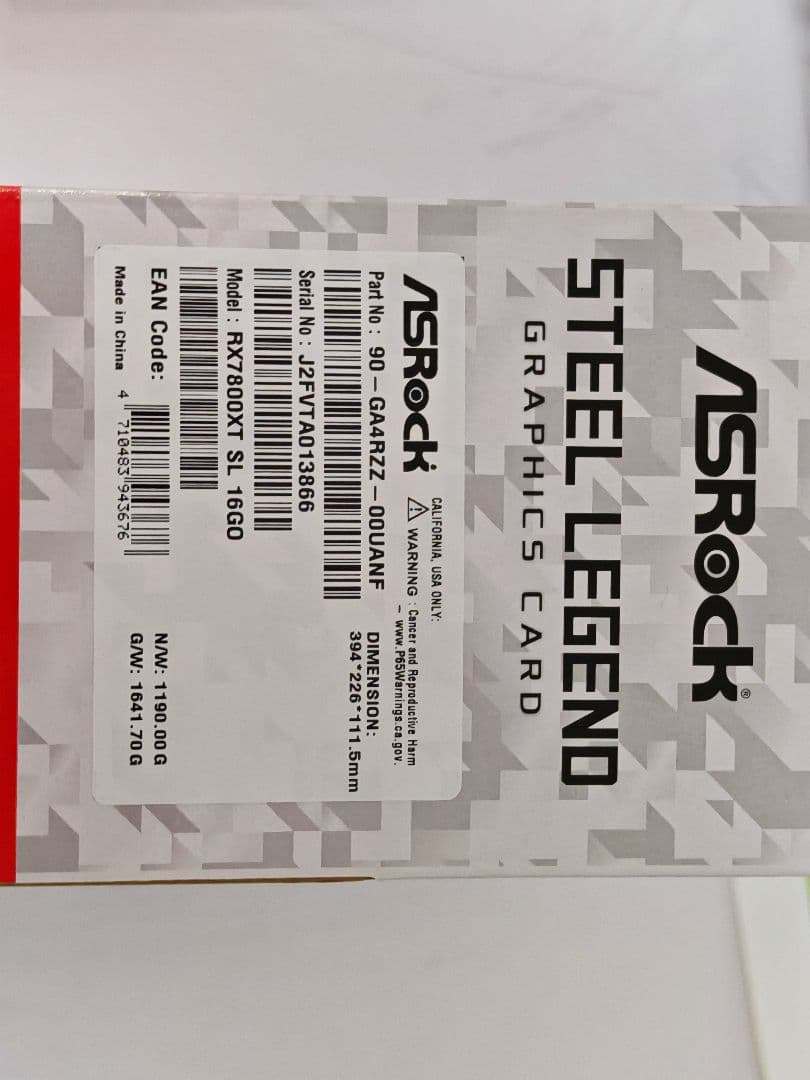 ASRock®
STEEL LEGEND
GRAPHICS CARD
ASRock
CALIFORNIA, USA ONLY:
⚠ WARNING : Cancer and Reproductive Harm
– www.P65Warnings.ca.gov.
Part No : 90-GA4RZZ-00UANF
DIMENSION:
394*226*111.5mm
Serial No : J2FVTA013866
Model : RX7800XT SL 16GO
EAN Code:
4 710483 943676
Made in China
N/W: 1190.00G
G/W: 1641.70G